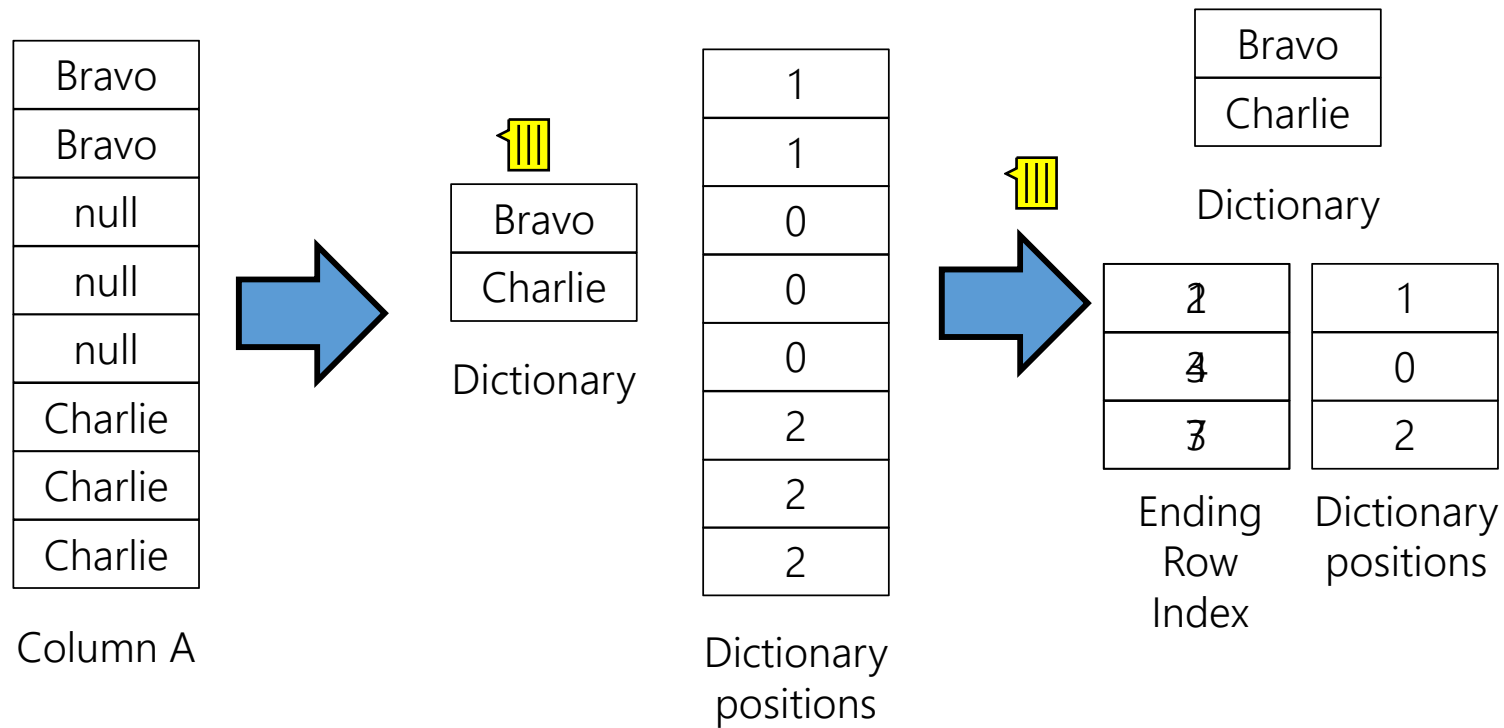 Bravo
Bravo
null
null
null
Charlie
Charlie
Charlie
Column A
Bravo
Charlie
Dictionary
1
1
0
0
0
2
2
2
Dictionary
positions
Bravo
Charlie
Dictionary
1
0
2
Ending
Row
Index
Dictionary
positions